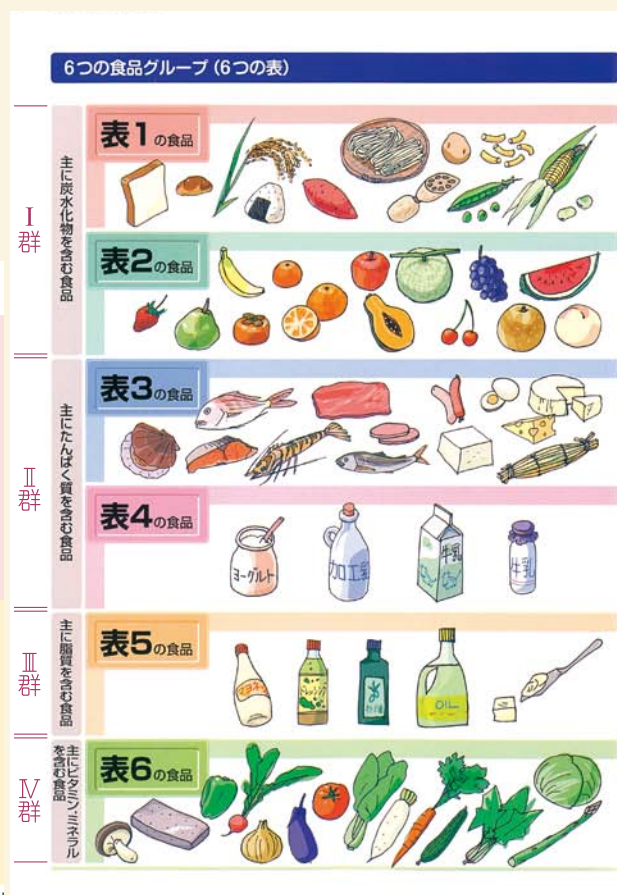 6つの食品グループ(6つの表)
Ⅰ群
主に炭水化物を含む食品
表1の食品
表2の食品
Ⅱ群
主にたんぱく質を含む食品
表3の食品
表4の食品
ヨーグルト
加工乳
牛乳
牛乳
Ⅲ群
主に脂質を含む食品
表5の食品
マヨネーズ
OIL
Ⅳ群
主にビタミン、ミネラル
を含む食品
表6の食品